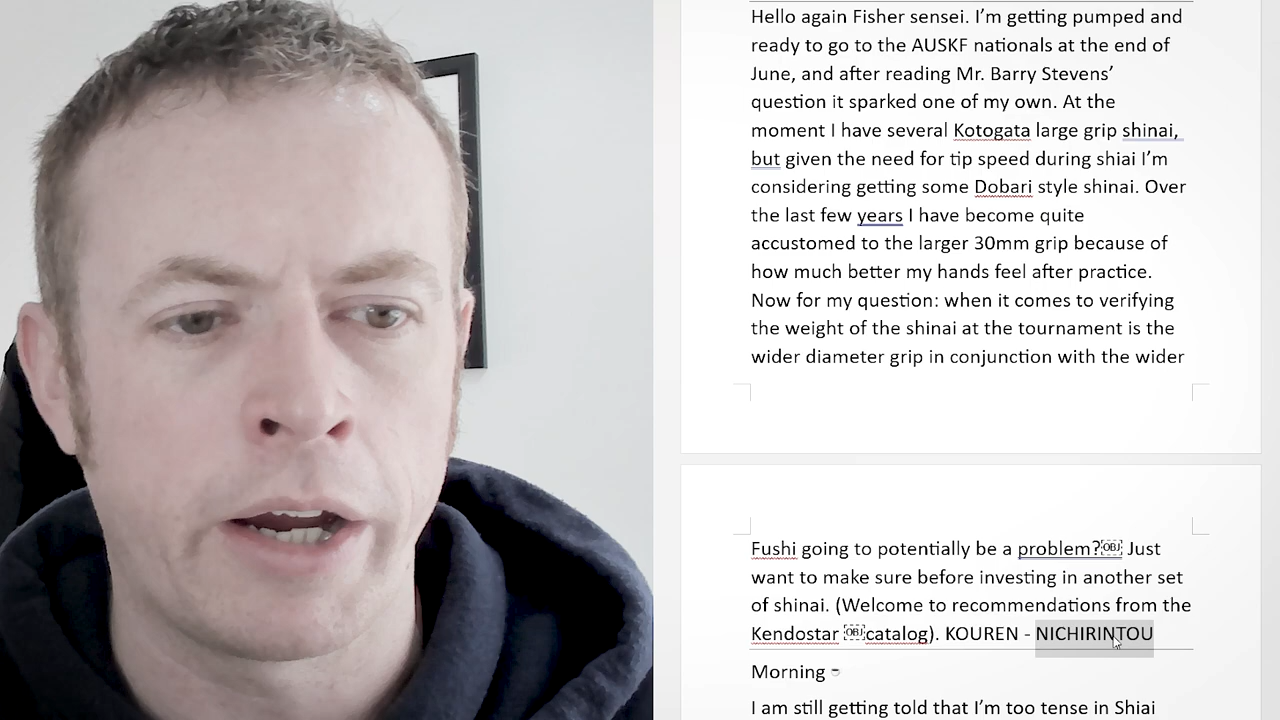 Hello again Fisher sensei. I’m getting pumped and
ready to go to the AUSKF nationals at the end of
June, and after reading Mr. Barry Stevens’
question it sparked one of my own. At the
moment I have several Kotogata large grip shinai,
but given the need for tip speed during shiai I’m
considering getting some Dobari style shinai. Over
the last few years I have become quite
accustomed to the larger 30mm grip because of
how much better my hands feel after practice.
Now for my question: when it comes to verifying
the weight of the shinai at the tournament is the
wider diameter grip in conjunction with the wider
Fushi going to potentially be a problem?OBJ Just
want to make sure before investing in another set
of shinai. (Welcome to recommendations from the
Kendostar OBJcatalog). KOUREN - NICHIRINTOU
Morning ☕
I am still getting told that I’m too tense in Shiai